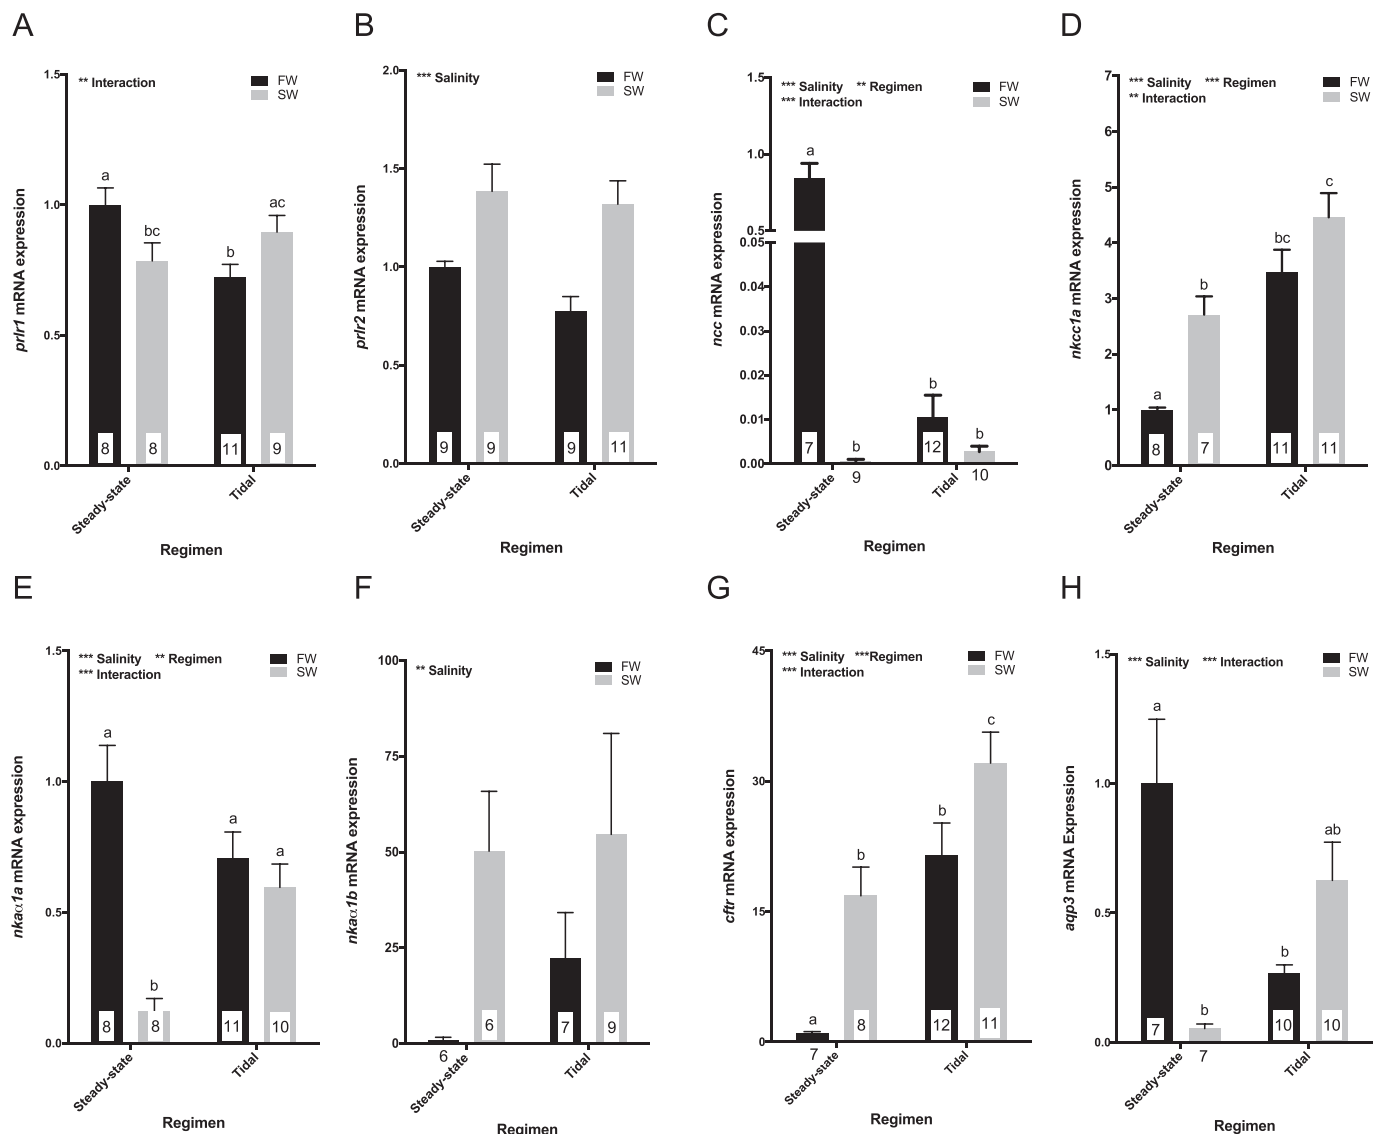 A
1.5
** Interaction
FW
SW
a
bc
b
ac
1.0
0.5
0.0
prlr1 mRNA expression
8
8
11
9
Steady-state
Tidal
Regimen
B
2.0
*** Salinity
FW
SW
1.5
1.0
0.5
0.0
prlr2 mRNA expression
9
9
9
11
Steady-state
Tidal
Regimen
C
1.5
*** Salinity ** Regimen
*** Interaction
FW
SW
a
b
b
b
1.0
0.5
0.05
0.04
0.03
0.02
0.01
0.00
ncc mRNA expression
7
9
12
10
Steady-state
Tidal
Regimen
D
7
*** Salinity *** Regimen
** Interaction
FW
SW
a
b
bc
c
6
5
4
3
2
1
0
nkcc1a mRNA expression
8
7
11
11
Steady-state
Tidal
Regimen
E
1.5
*** Salinity ** Regimen
*** Interaction
FW
SW
a
b
a
a
1.0
0.5
0.0
nkaα1a mRNA expression
8
8
11
10
Steady-state
Tidal
Regimen
F
100
** Salinity
FW
SW
75
50
25
0
nkaα1b mRNA expression
6
6
7
9
Steady-state
Tidal
Regimen
G
45
*** Salinity ***Regimen
*** Interaction
FW
SW
a
b
b
c
30
15
0
cftr mRNA expression
7
8
12
11
Steady-state
Tidal
Regimen
H
1.5
*** Salinity *** Interaction
FW
SW
a
b
b
ab
1.0
0.5
0.0
aqp3 mRNA Expression
7
7
10
10
Steady-state
Tidal
Regimen